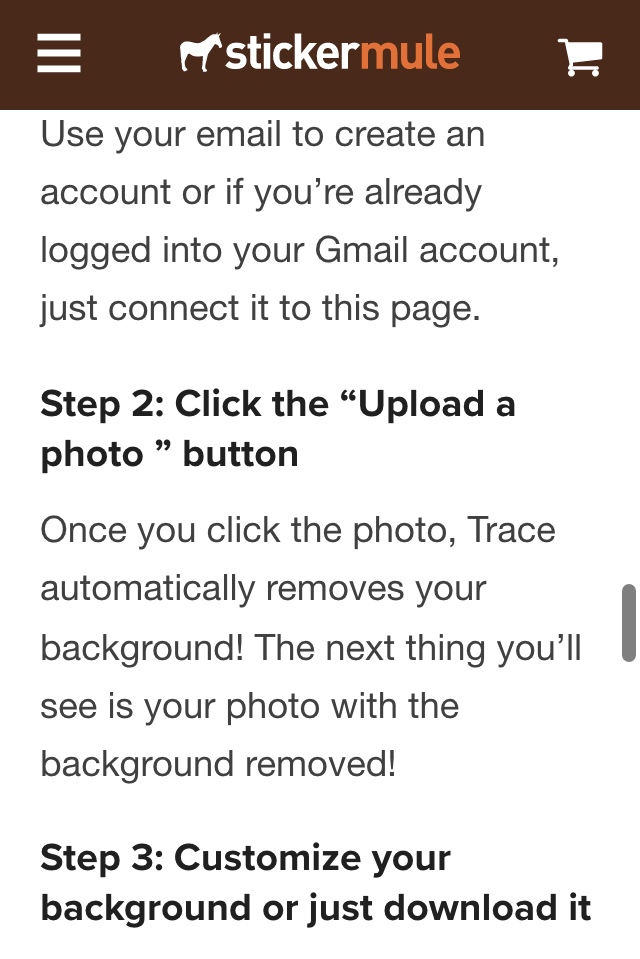 stickermule
Use your email to create an
account or if you’re already
logged into your Gmail account,
just connect it to this page.
Step 2: Click the “Upload a
photo ” button
Once you click the photo, Trace
automatically removes your
background! The next thing you’ll
see is your photo with the
background removed!
Step 3: Customize your
background or just download it